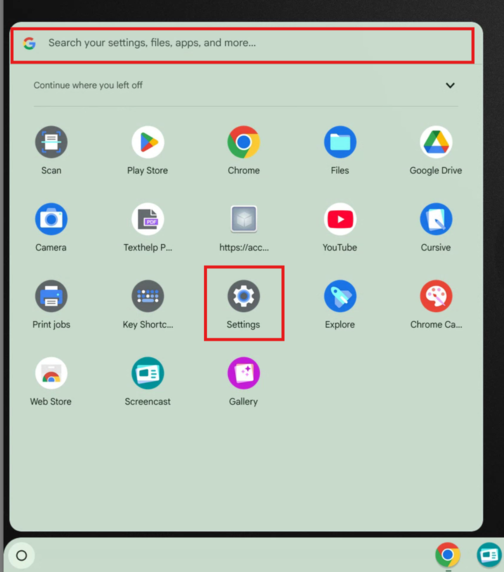 Search your settings, files, apps, and more...
Continue where you left off
Scan Play Store Chrome Files Google Drive
PDF
Camera Texthelp P... https://acc... YouTube Cursive
Print jobs Key Shortc... Settings Explore Chrome Ca...
Web Store Screencast Gallery